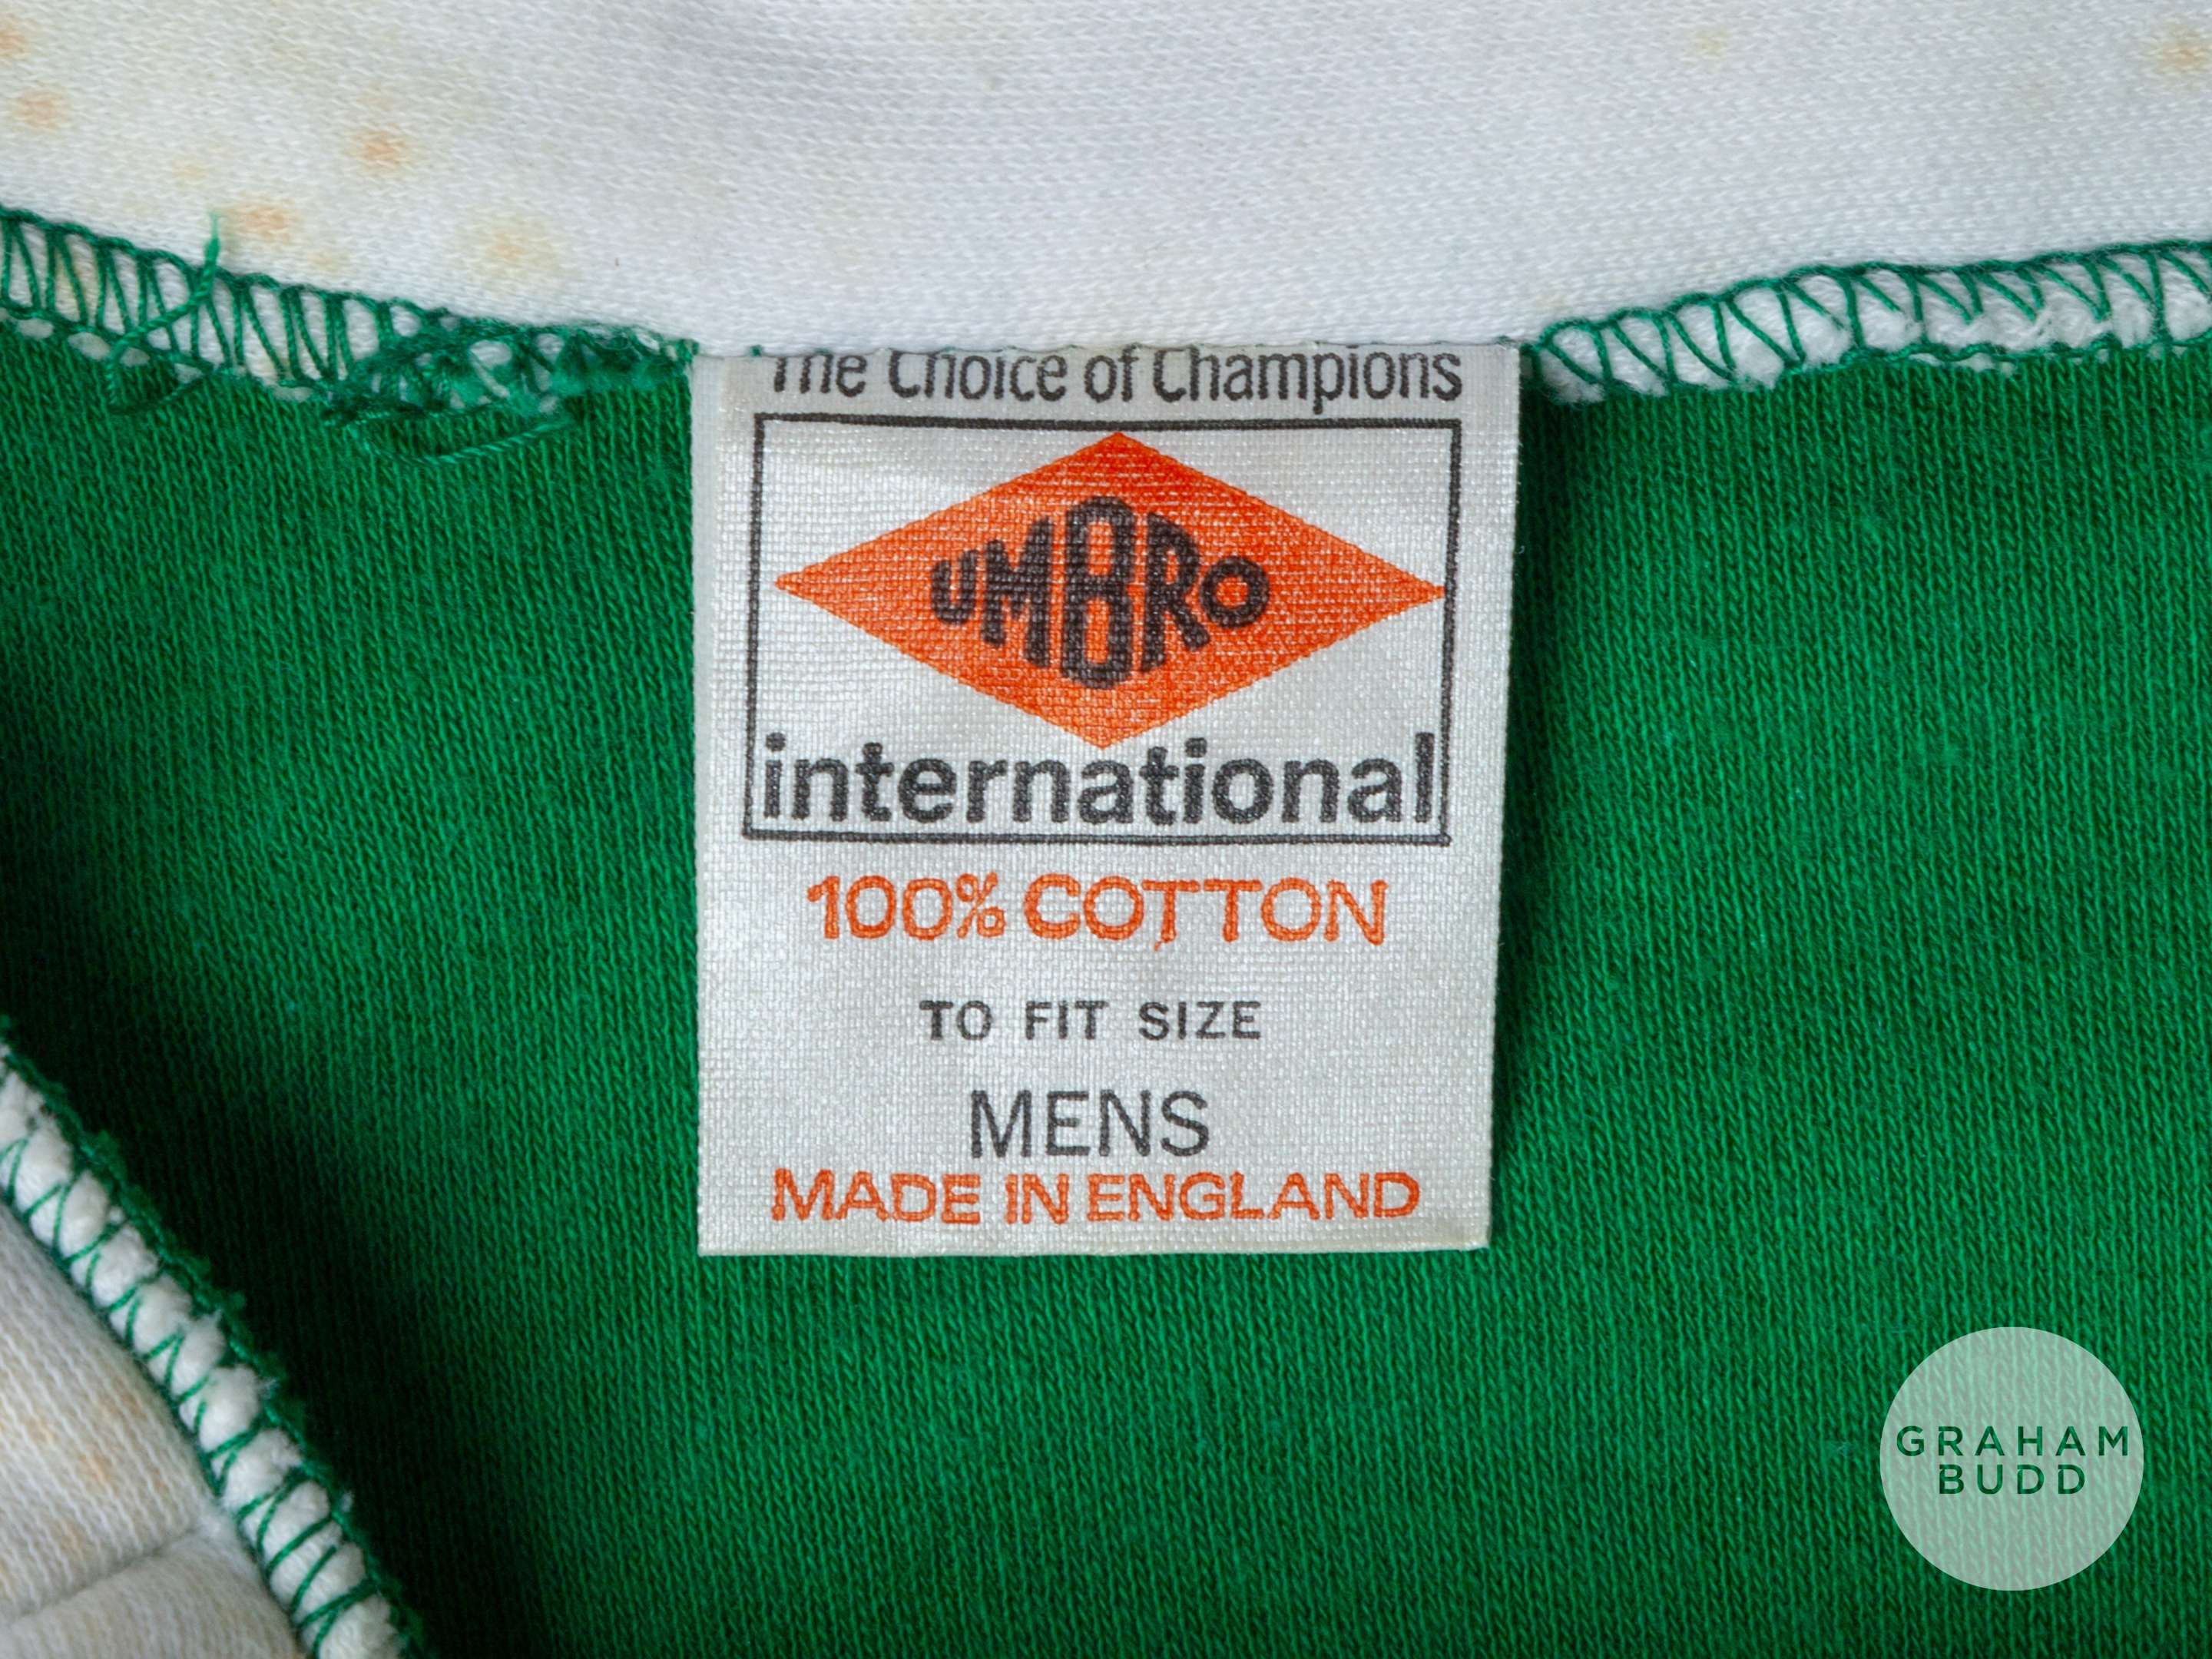 The Choice of Champions
UMBRO
international
100% COTTON
TO FIT SIZE
MENS
MADE IN ENGLAND
GRAHAM
BUDD